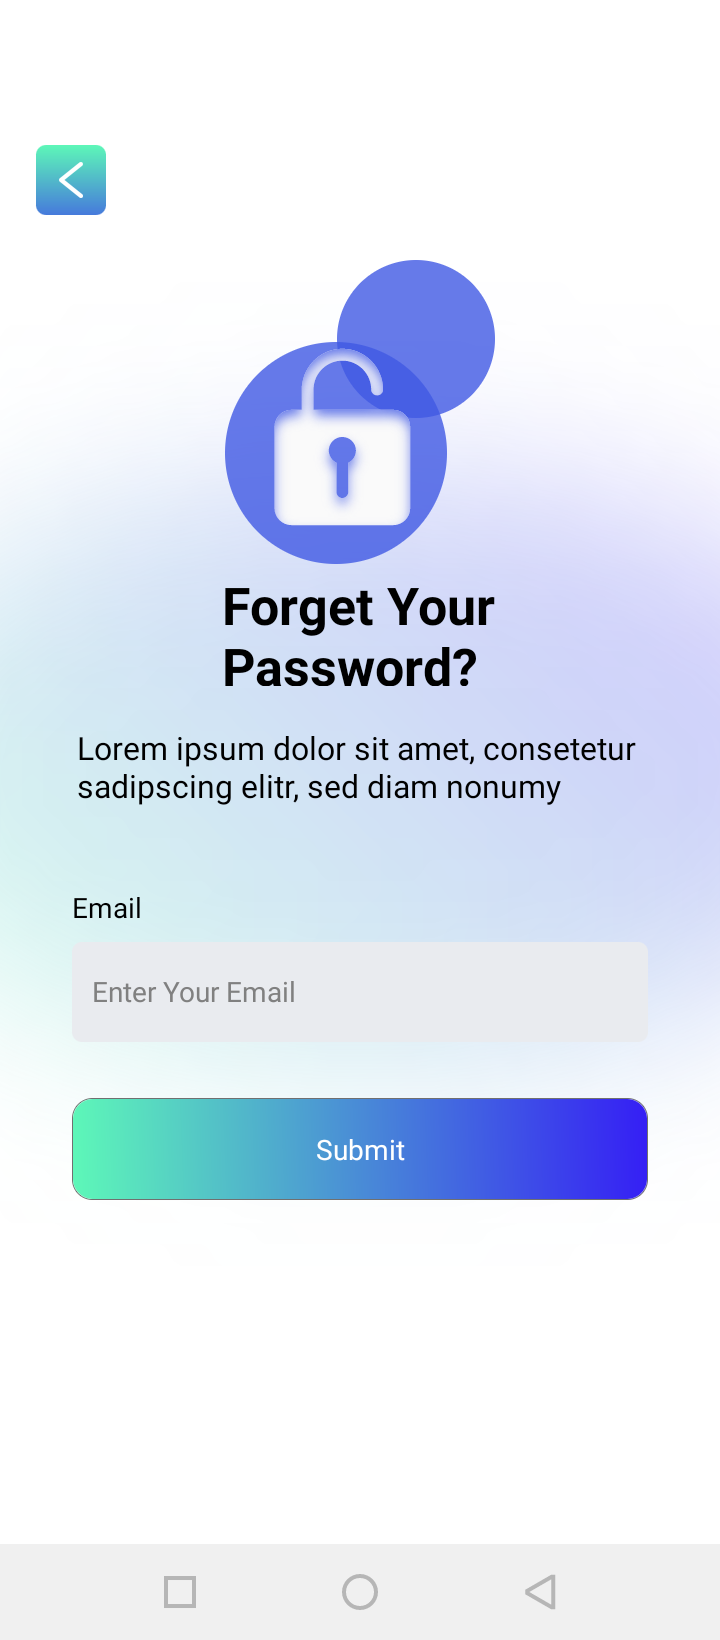 Forget Your
Password?
Lorem ipsum dolor sit amet, consetetur
sadipscing elitr, sed diam nonumy
Email
Enter Your Email
Submit